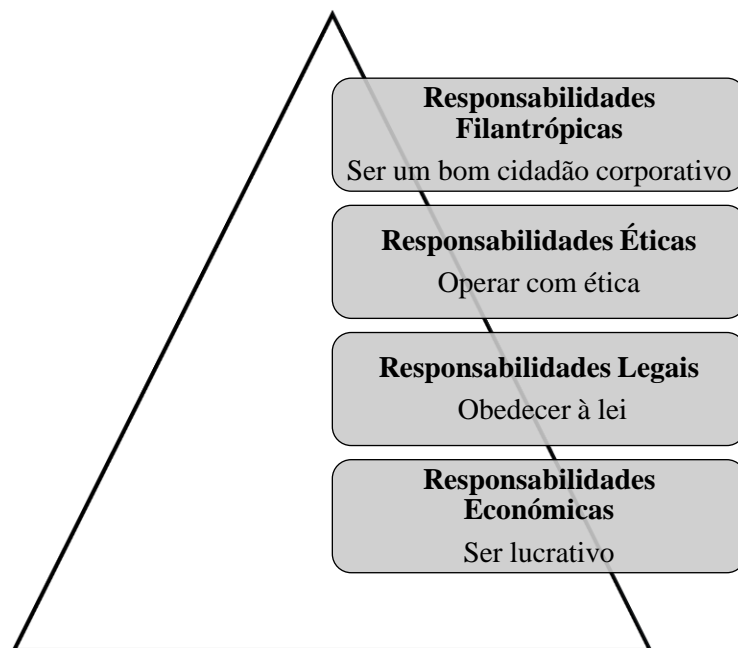 Responsabilidades
Filantrópicas
Ser um bom cidadão corporativo
Responsabilidades Éticas
Operar com ética
Responsabilidades Legais
Obedecer à lei
Responsabilidades
Económicas
Ser lucrativo